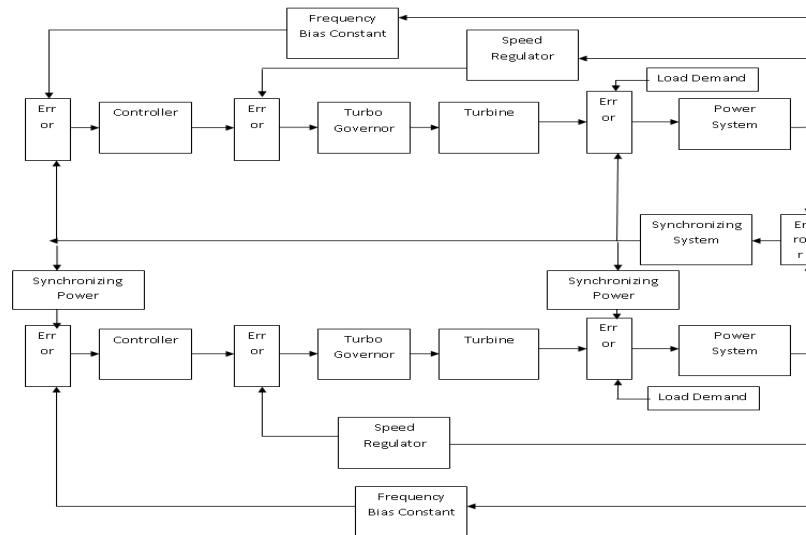 Frequency
Bias Constant
Speed
Regulator
Load Demand
Err
or
Controller
Err
or
Turbo
Governor
Turbine
Err
or
Power
System
Synchronizing
System
Er
ro
r
Synchronizing
Power
Synchronizing
Power
Err
or
Controller
Err
or
Turbo
Governor
Turbine
Err
or
Power
System
Load Demand
Speed
Regulator
Frequency
Bias Constant